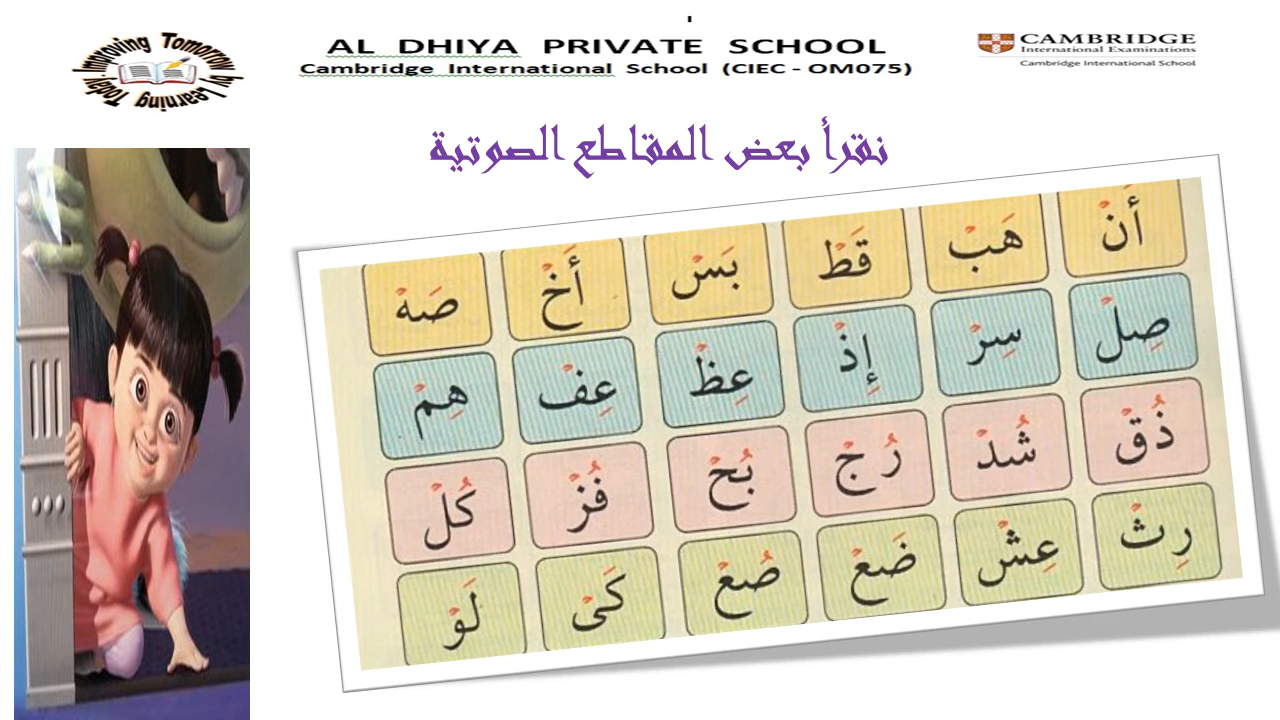 Improving Tomorrow by Learning Today
AL DHIYA PRIVATE SCHOOL
Cambridge International School (CIEC - OM075)
CAMBRIDGE
International Examinations
Cambridge International School
نقرأ بعض المقاطع الصوتية
أَنْ هَبْ قَطْ بَسْ أَخْ صَهْ
صِلْ سِرْ إِذْ عِظْ عِفْ هِمْ
ذُقْ شُدْ رُجْ بُحْ فُزْ كُلْ
رِثْ عِشْ ضَعْ صُعْ كَىْ لَوْ